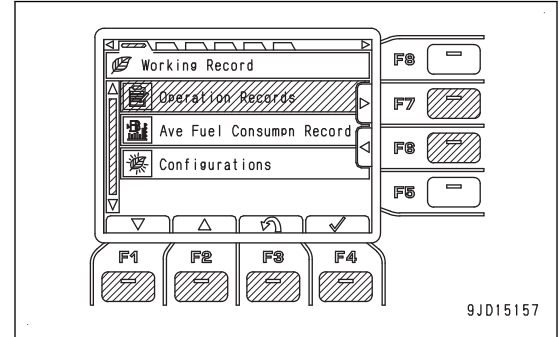 Working Record
Operation Records
Ave Fuel Consumpn Record
Configurations
F8
F7
F6
F5
F1
F2
F3
F4
9JD15157